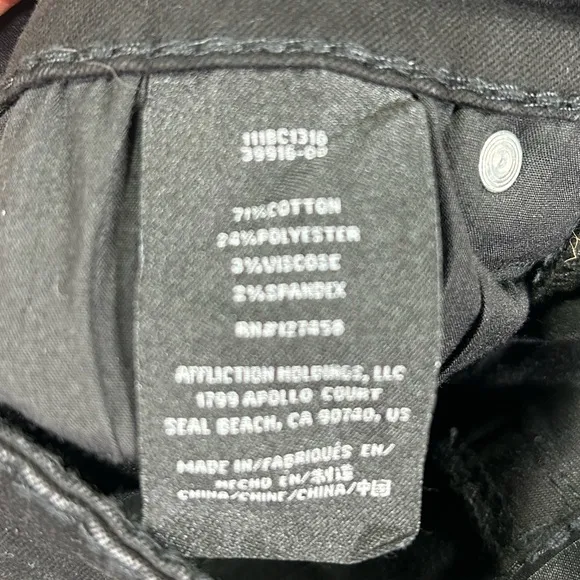 111BC1316
39916-OP
71%COTTON
24%POLYESTER
3%VISCOSE
2%SPANDEX
RN#127458
AFFLICTION HOLDINGS, LLC
1799 APOLLO COURT
SEAL BEACH, CA 90740, US
MADE IN/FABRIQUÉS EN/
HECHO EN/制造
CHINA/CHINE/CHINA/中国